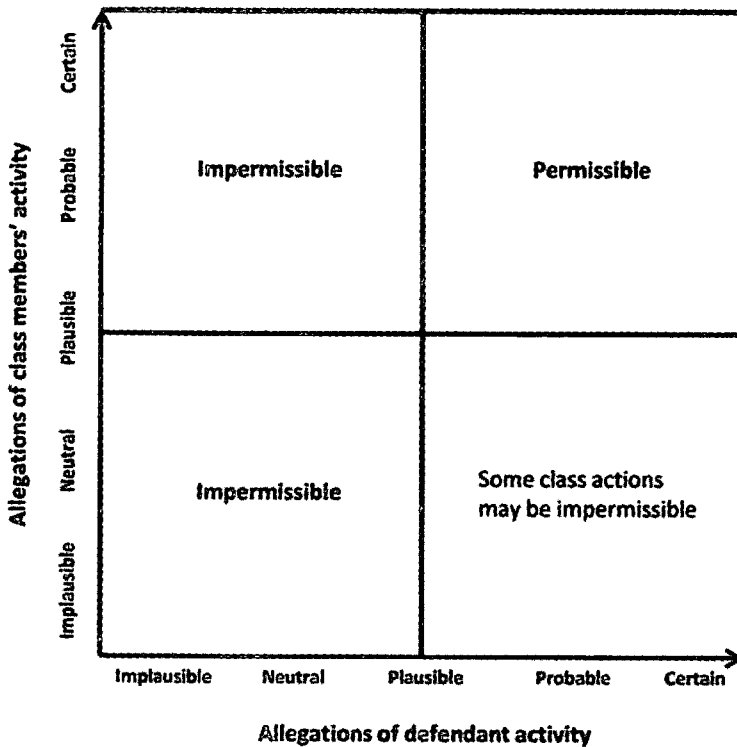 Allegations of class members' activity
Certain
Probable
Plausible
Neutral
Implausible
Impermissible
Permissible
Impermissible
Some class actions
may be impermissible
Implausible Neutral Plausible Probable Certain
Allegations of defendant activity